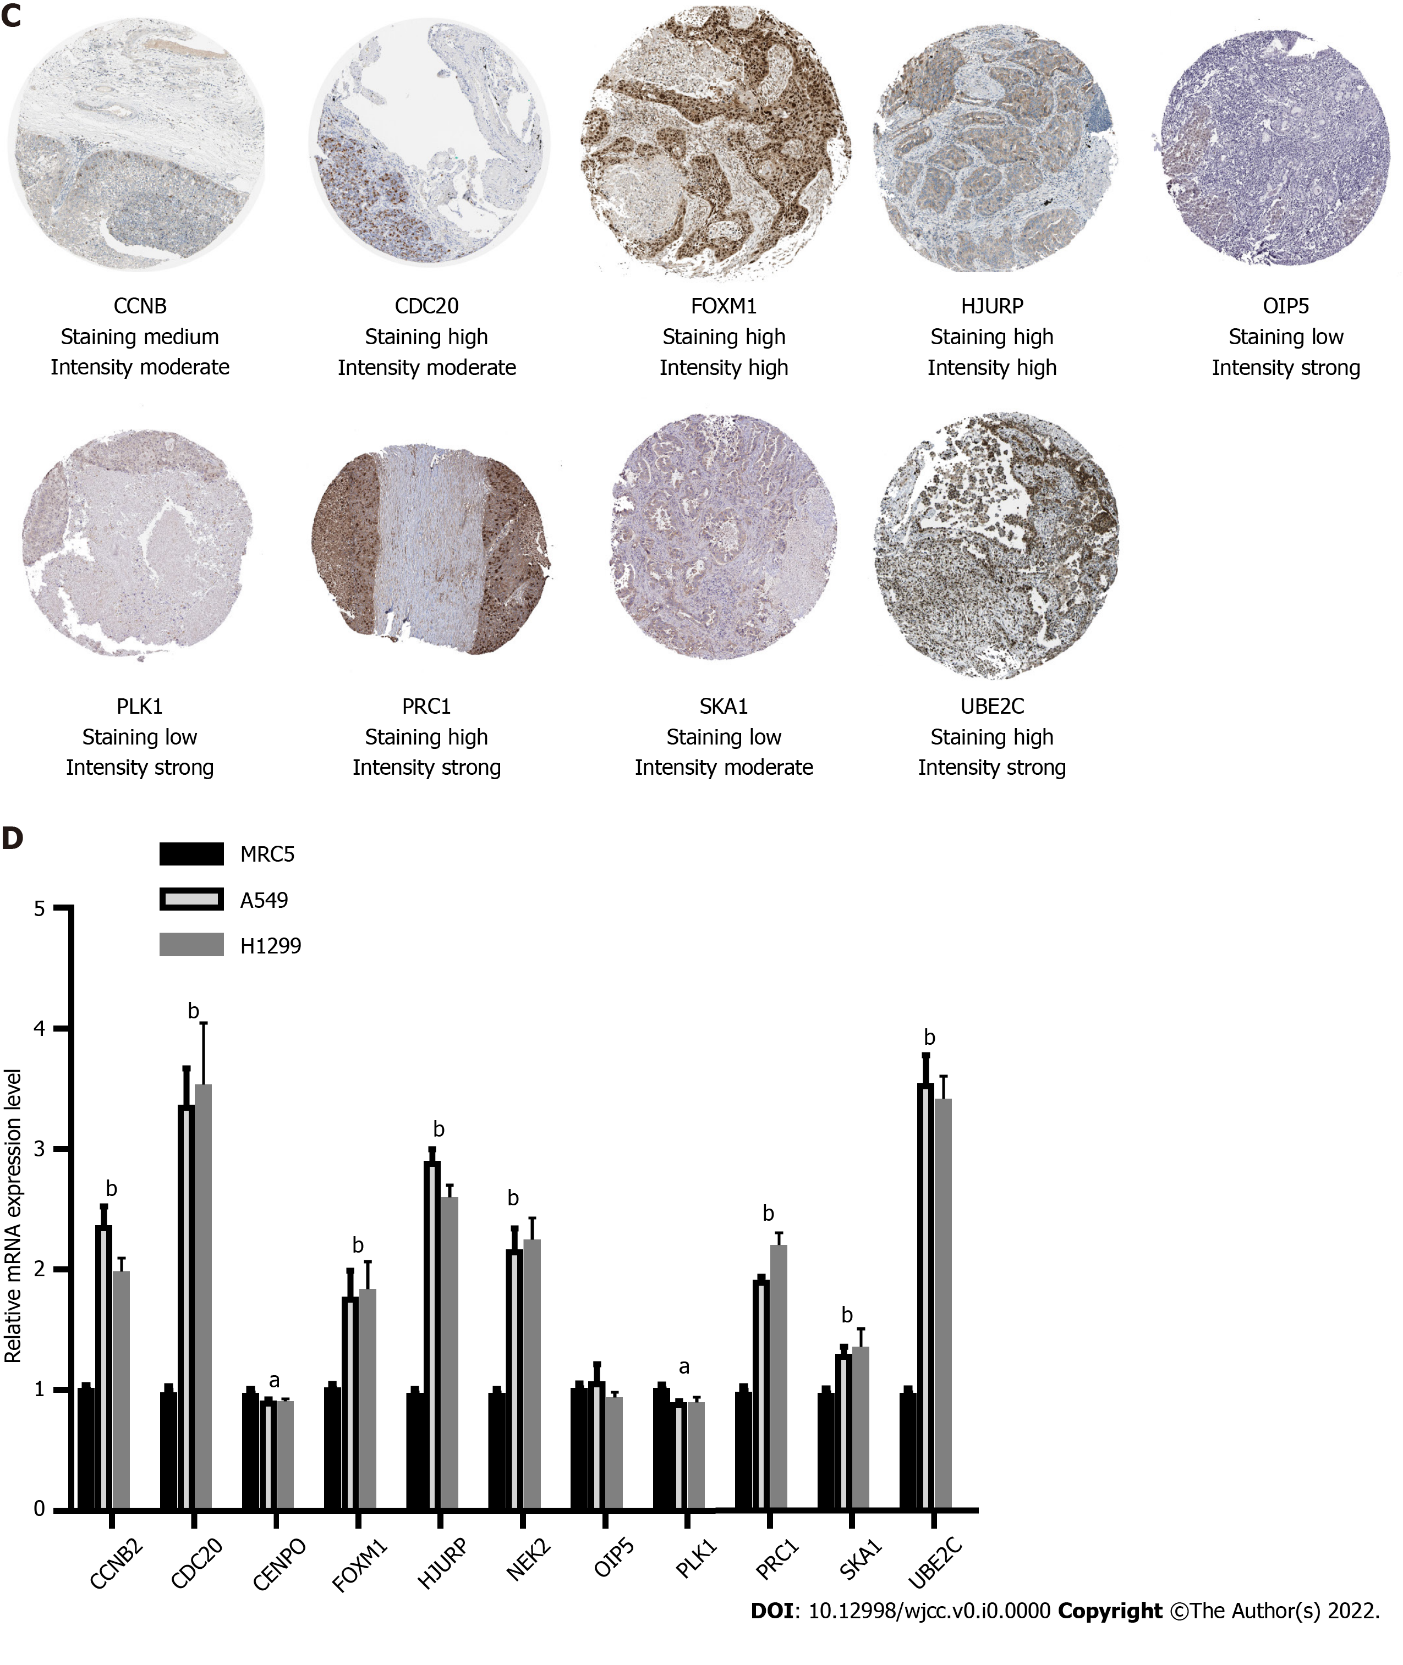 C
CCNB
Staining medium
Intensity moderate
CDC20
Staining high
Intensity moderate
FOXM1
Staining high
Intensity high
HJURP
Staining high
Intensity high
OIP5
Staining low
Intensity strong
PLK1
Staining low
Intensity strong
PRC1
Staining high
Intensity strong
SKA1
Staining low
Intensity moderate
UBE2C
Staining high
Intensity strong
D
MRC5
A549
H1299
Relative mRNA expression level
5
4
3
2
1
0
b
b
a
b
b
b
a
b
b
b
CCNB2
CDC20
CENPO
FOXM1
HJURP
NEK2
OIP5
PLK1
PRC1
SKA1
UBE2C
DOI: 10.12998/wjcc.v0.i0.0000 Copyright ©The Author(s) 2022.